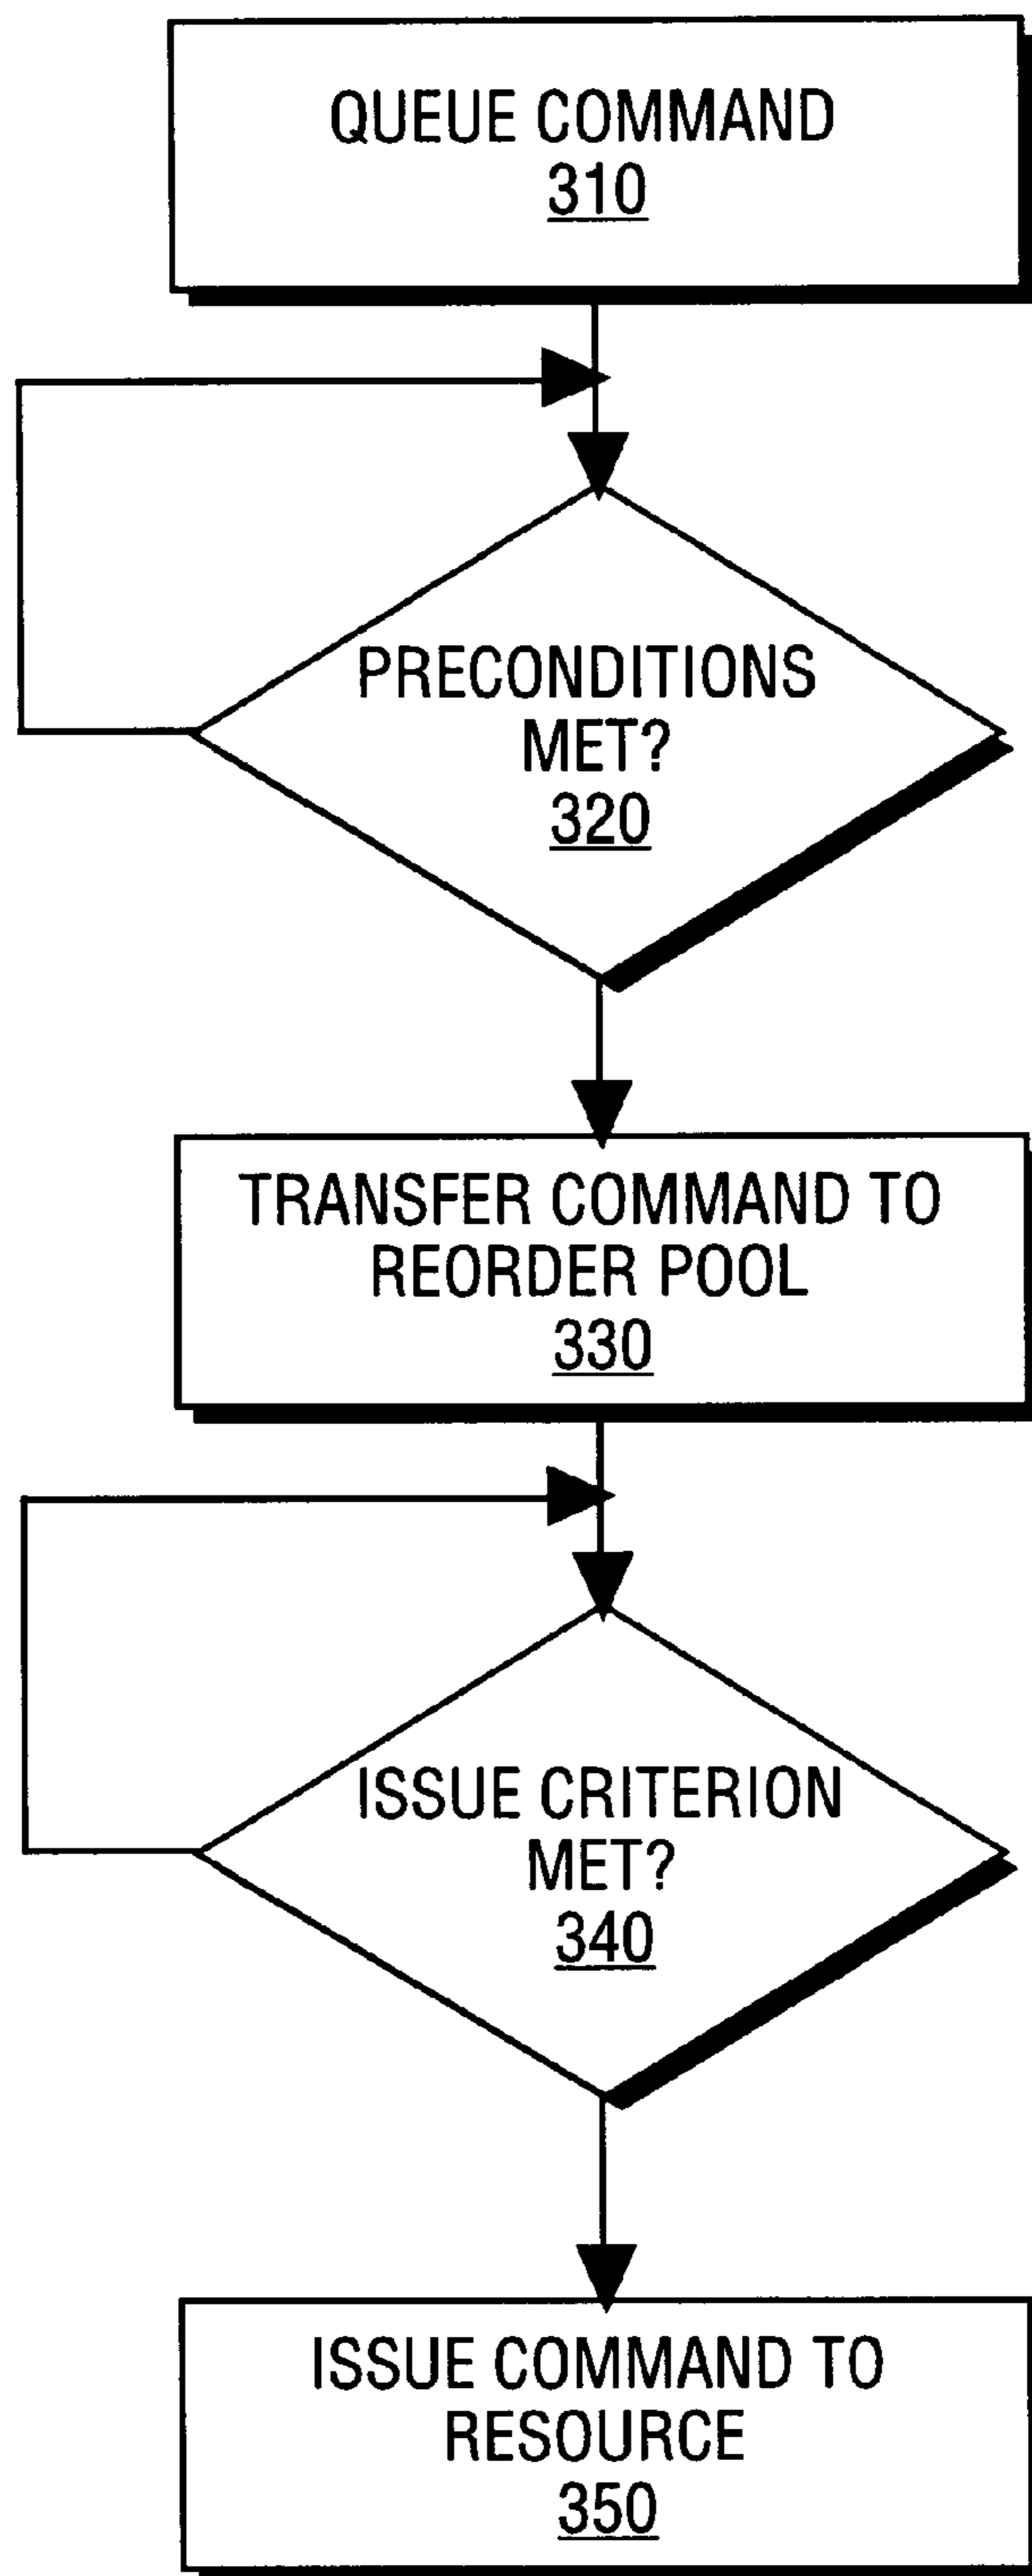 QUEUE COMMAND
310
PRECONDITIONS
MET?
320
TRANSFER COMMAND TO
REORDER POOL
330
ISSUE CRITERION
MET?
340
ISSUE COMMAND TO
RESOURCE
350